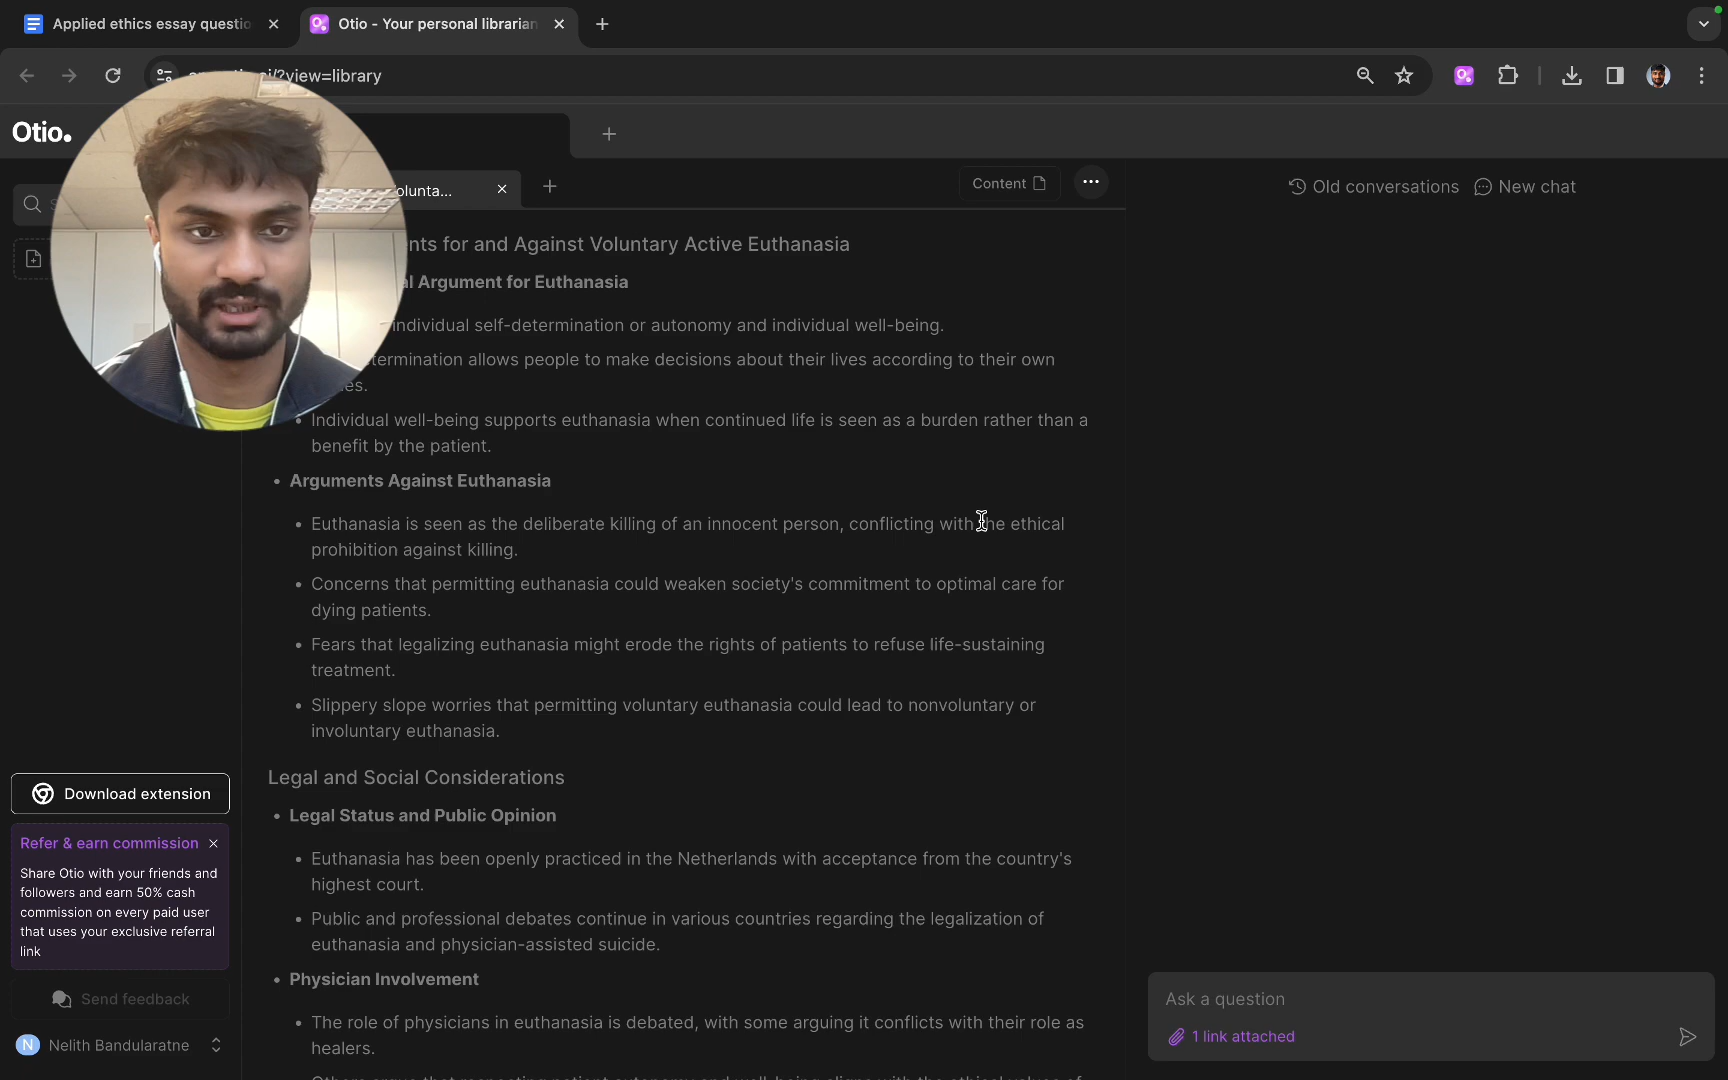 Applied ethics essay questio
Otio - Your personal librarian
?view=library
Otio.
olunta...
Content
Old conversations
New chat
for and Against Voluntary Active Euthanasia
Argument for Euthanasia
individual self-determination or autonomy and individual well-being.
allows people to make decisions about their lives according to their own
• Individual well-being supports euthanasia when continued life is seen as a burden rather than a
benefit by the patient.
• Arguments Against Euthanasia
• Euthanasia is seen as the deliberate killing of an innocent person, conflicting with the ethical
prohibition against killing.
• Concerns that permitting euthanasia could weaken society's commitment to optimal care for
dying patients.
• Fears that legalizing euthanasia might erode the rights of patients to refuse life-sustaining
treatment.
• Slippery slope worries that permitting voluntary euthanasia could lead to nonvoluntary or
involuntary euthanasia.
Legal and Social Considerations
• Legal Status and Public Opinion
• Euthanasia has been openly practiced in the Netherlands with acceptance from the country's
highest court.
• Public and professional debates continue in various countries regarding the legalization of
euthanasia and physician-assisted suicide.
• Physician Involvement
• The role of physicians in euthanasia is debated, with some arguing it conflicts with their role as
healers.
Download extension
Refer & earn commission
Share Otio with your friends and
followers and earn 50% cash
commission on every paid user
that uses your exclusive referral
link
Send feedback
N
Nelith Bandularatne
Ask a question
1 link attached